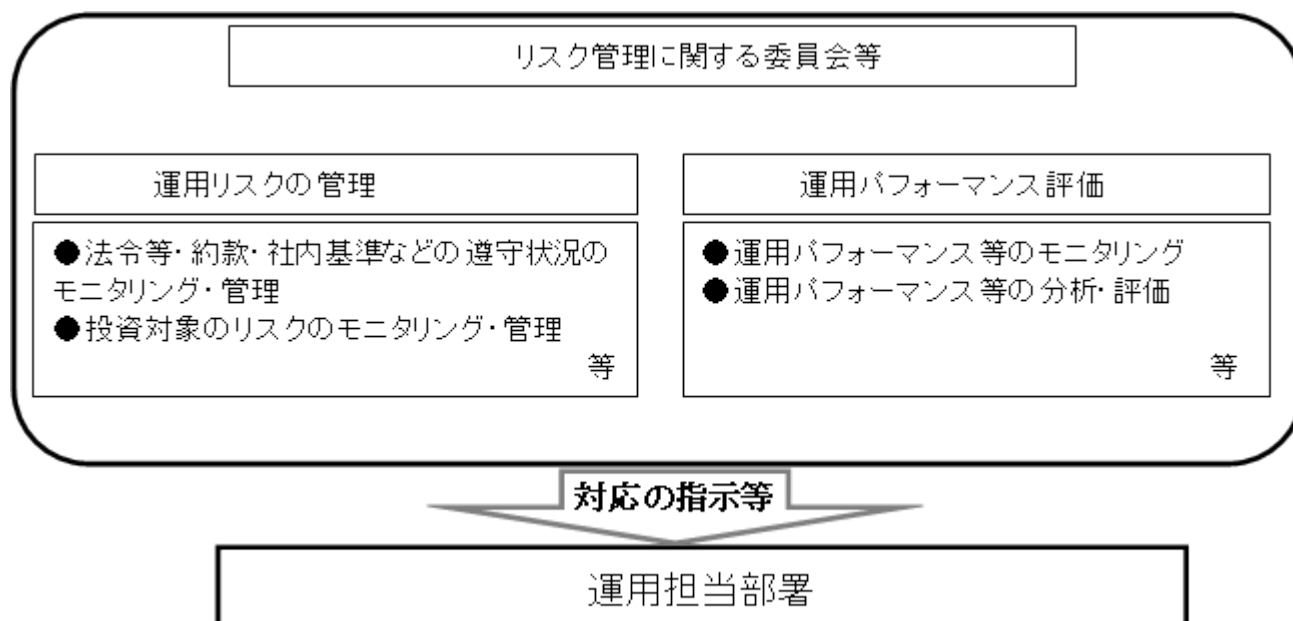 リスク管理に関する委員会等
運用リスクの管理
●法令等・約款・社内基準などの遵守状況の
モニタリング・管理
●投資対象のリスクのモニタリング・管理
等
運用パフォーマンス評価
●運用パフォーマンス等のモニタリング
●運用パフォーマンス等の分析・評価
等
対応の指示等
運用担当部署